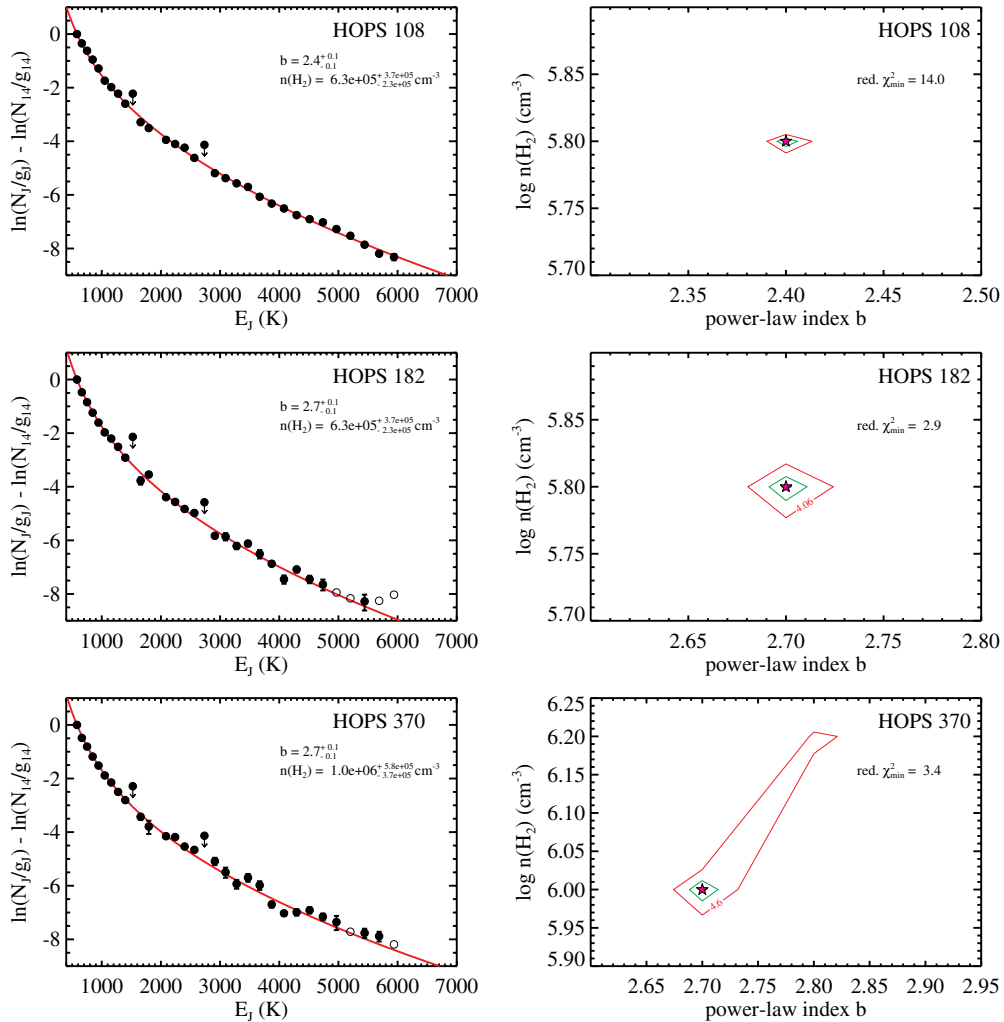 HOPS 108
b = 2.4 +0.1 -0.1
n(H2) = 6.3e+05 +3.7e+05 -2.3e+05 cm-3
0
-2
-4
-6
-8
ln(NJ/gJ) - ln(N14/g14)
1000 2000 3000 4000 5000 6000 7000
EJ (K)
HOPS 108
red. χ2min = 14.0
5.85
5.80
5.75
5.70
log n(H2) (cm-3)
2.35 2.40 2.45 2.50
power-law index b
HOPS 182
b = 2.7 +0.1 -0.1
n(H2) = 6.3e+05 +3.7e+05 -2.3e+05 cm-3
0
-2
-4
-6
-8
ln(NJ/gJ) - ln(N14/g14)
1000 2000 3000 4000 5000 6000 7000
EJ (K)
HOPS 182
red. χ2min = 2.9
5.85
5.80
5.75
5.70
log n(H2) (cm-3)
4.06
2.65 2.70 2.75 2.80
power-law index b
HOPS 370
b = 2.7 +0.1 -0.1
n(H2) = 1.0e+06 +5.8e+05 -3.7e+05 cm-3
0
-2
-4
-6
-8
ln(NJ/gJ) - ln(N14/g14)
1000 2000 3000 4000 5000 6000 7000
EJ (K)
HOPS 370
red. χ2min = 3.4
6.25
6.20
6.15
6.10
6.05
6.00
5.95
5.90
log n(H2) (cm-3)
4.6
2.65 2.70 2.75 2.80 2.85 2.90 2.95
power-law index b